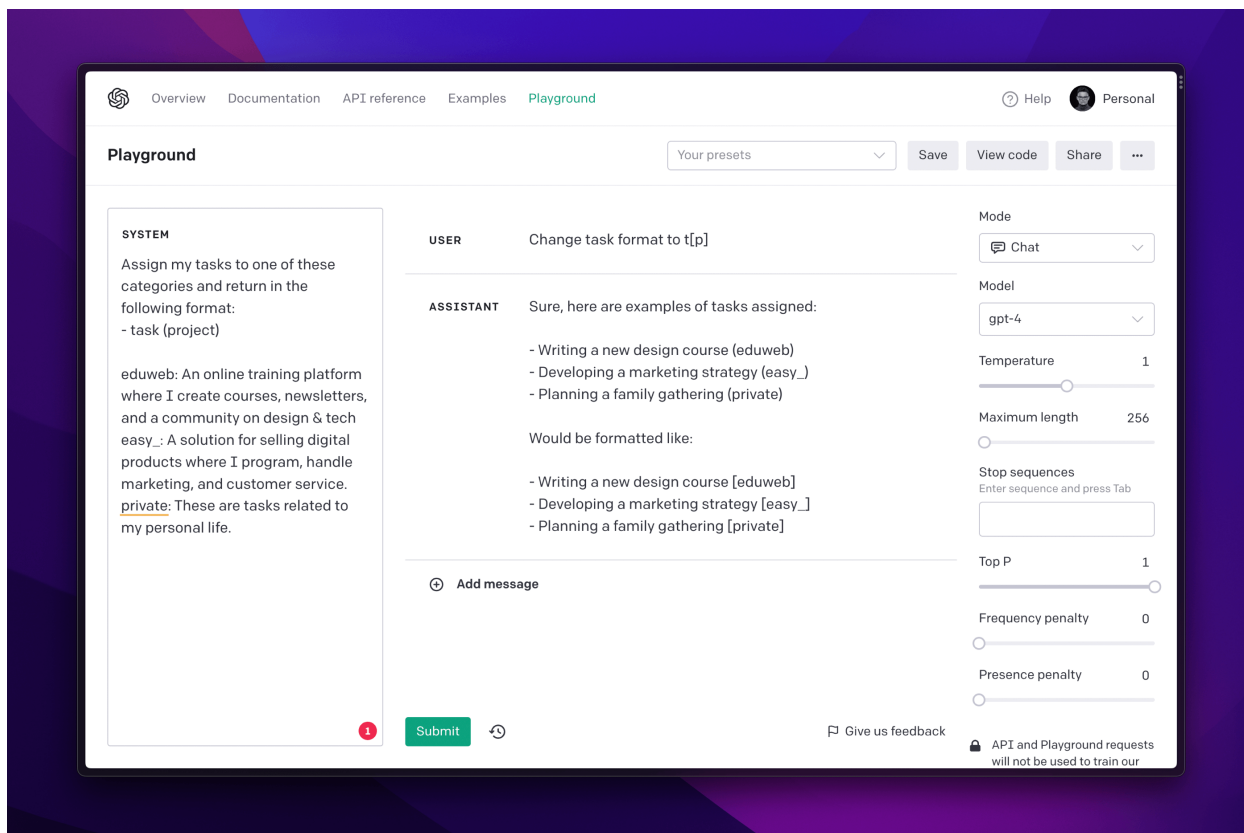 Overview Documentation API reference Examples Playground Help Personal
Playground Your presets Save View code Share ...
SYSTEM
Assign my tasks to one of these
categories and return in the
following format:
- task (project)
eduweb: An online training platform
where I create courses, newsletters,
and a community on design & tech
easy_: A solution for selling digital
products where I program, handle
marketing, and customer service.
private: These are tasks related to
my personal life.
1
USER Change task format to t[p]
ASSISTANT Sure, here are examples of tasks assigned:
- Writing a new design course (eduweb)
- Developing a marketing strategy (easy_)
- Planning a family gathering (private)
Would be formatted like:
- Writing a new design course [eduweb]
- Developing a marketing strategy [easy_]
- Planning a family gathering [private]
Add message
Submit
Give us feedback
Mode
Chat
Model
gpt-4
Temperature 1
Maximum length 256
Stop sequences
Enter sequence and press Tab
Top P 1
Frequency penalty 0
Presence penalty 0
API and Playground requests
will not be used to train our